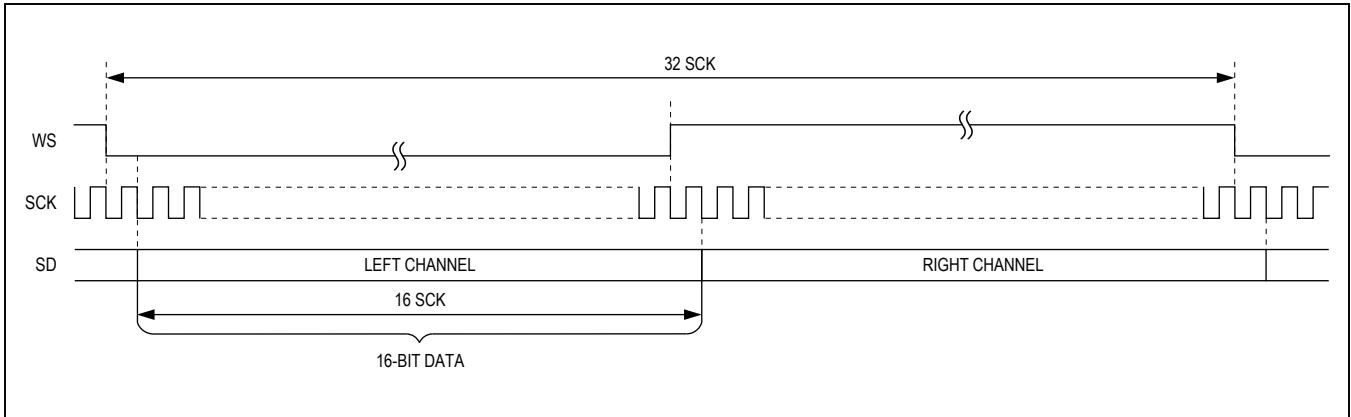 32 SCK
WS
SCK
SD
LEFT CHANNEL
RIGHT CHANNEL
16 SCK
16-BIT DATA